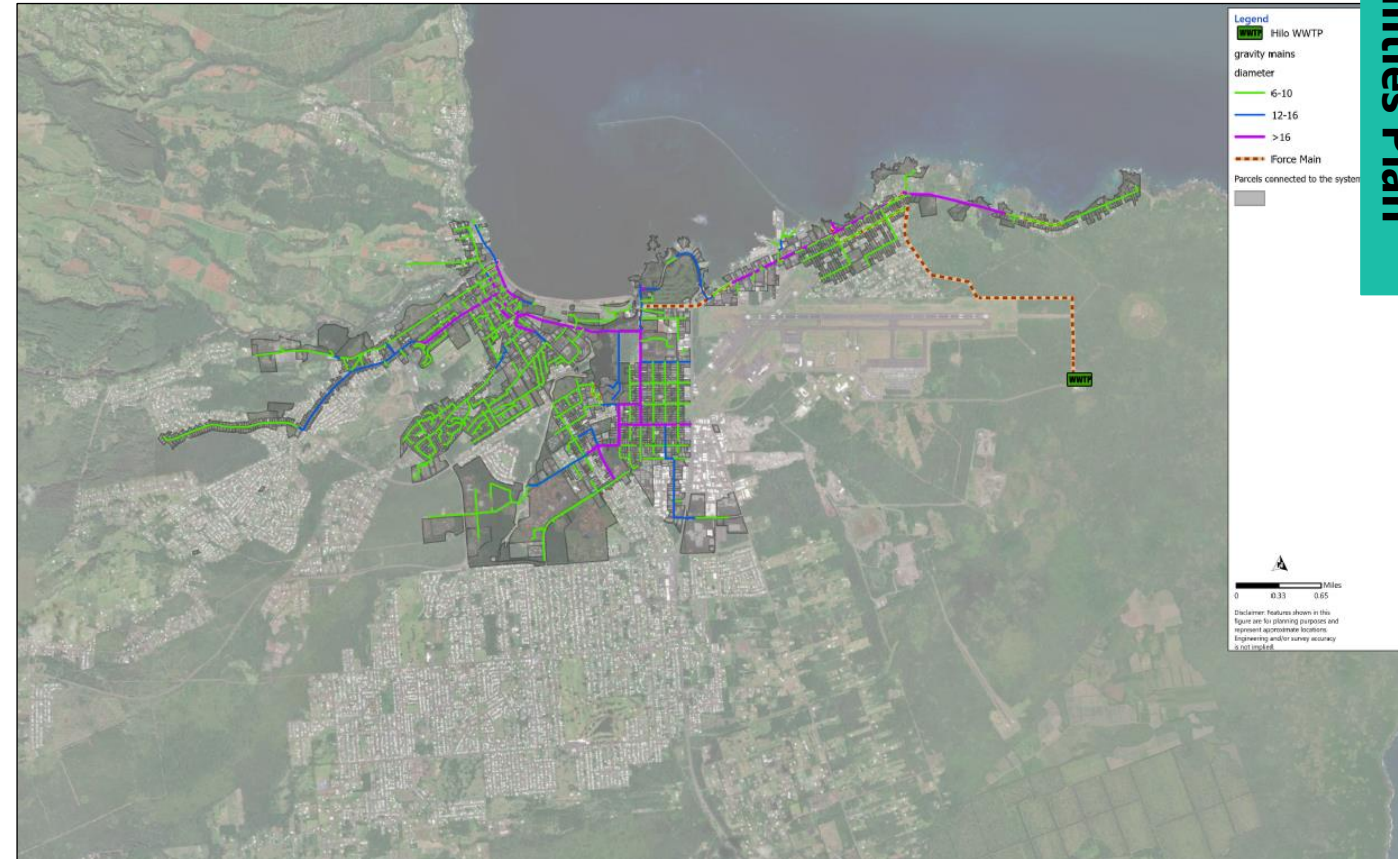 Legend
WWTP Hilo WWTP
gravity mains
diameter
6-10
12-16
>16
Force Main
Parcels connected to the system
Miles
0 0.33 0.65
Disclaimer: Features shown in this
figure are for planning purposes and
represent approximate locations.
Engineering and/or survey accuracy
is not implied.
WWTP
ilities Plan